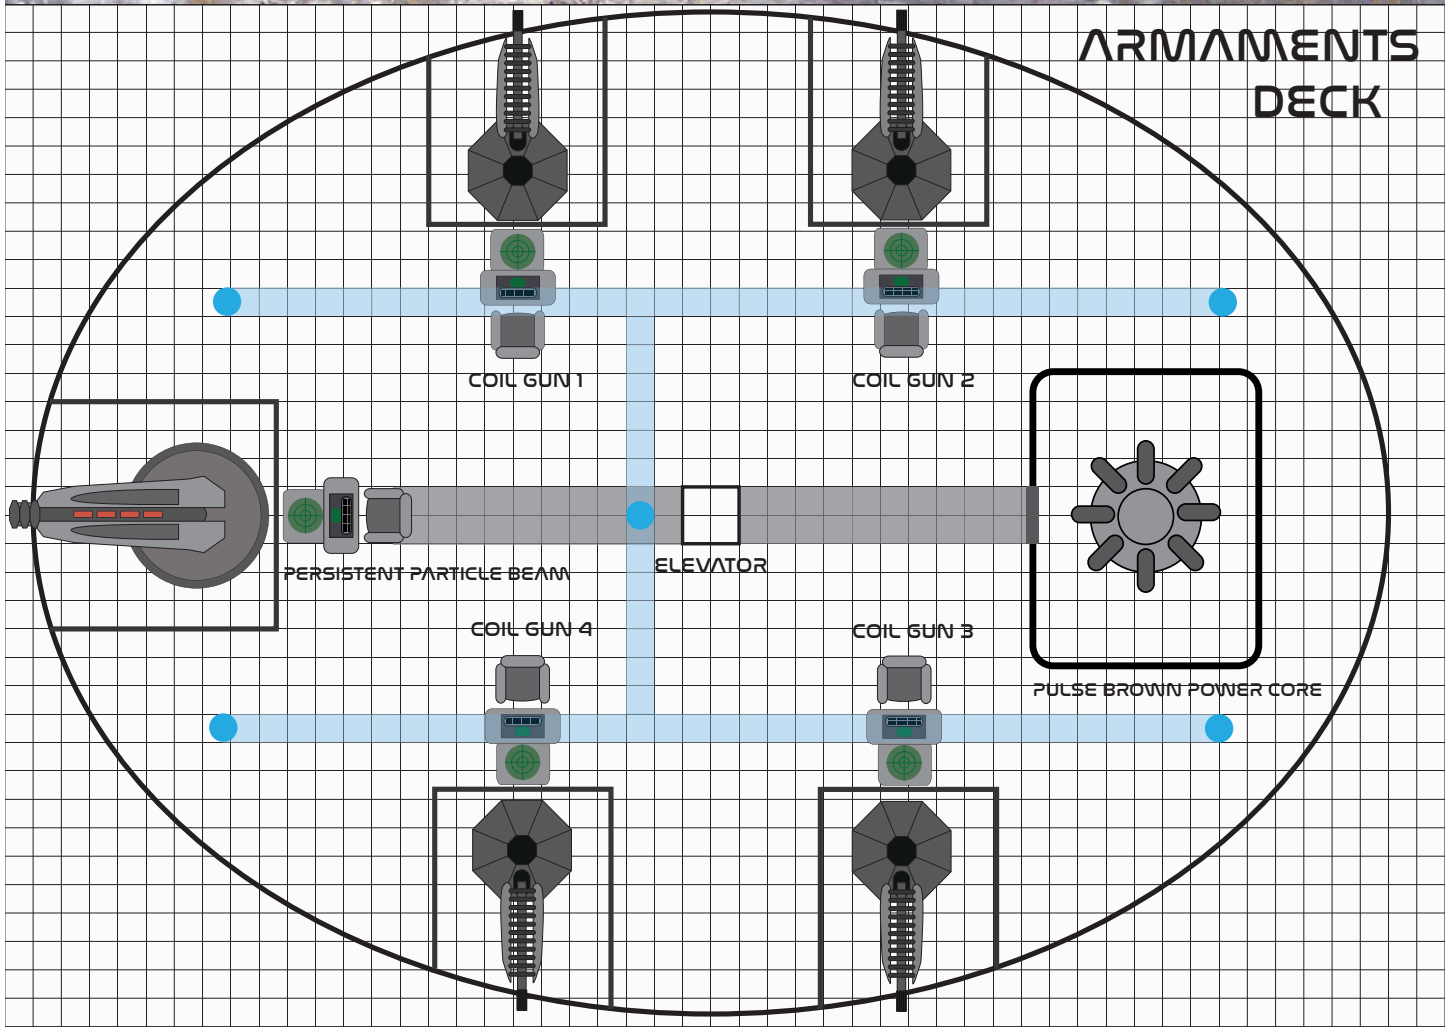 ARMAMENTS
DECK
COIL GUN 1
COIL GUN 2
PERSISTENT PARTICLE BEAM
ELEVATOR
COIL GUN 4
COIL GUN 3
PULSE BROWN POWER CORE